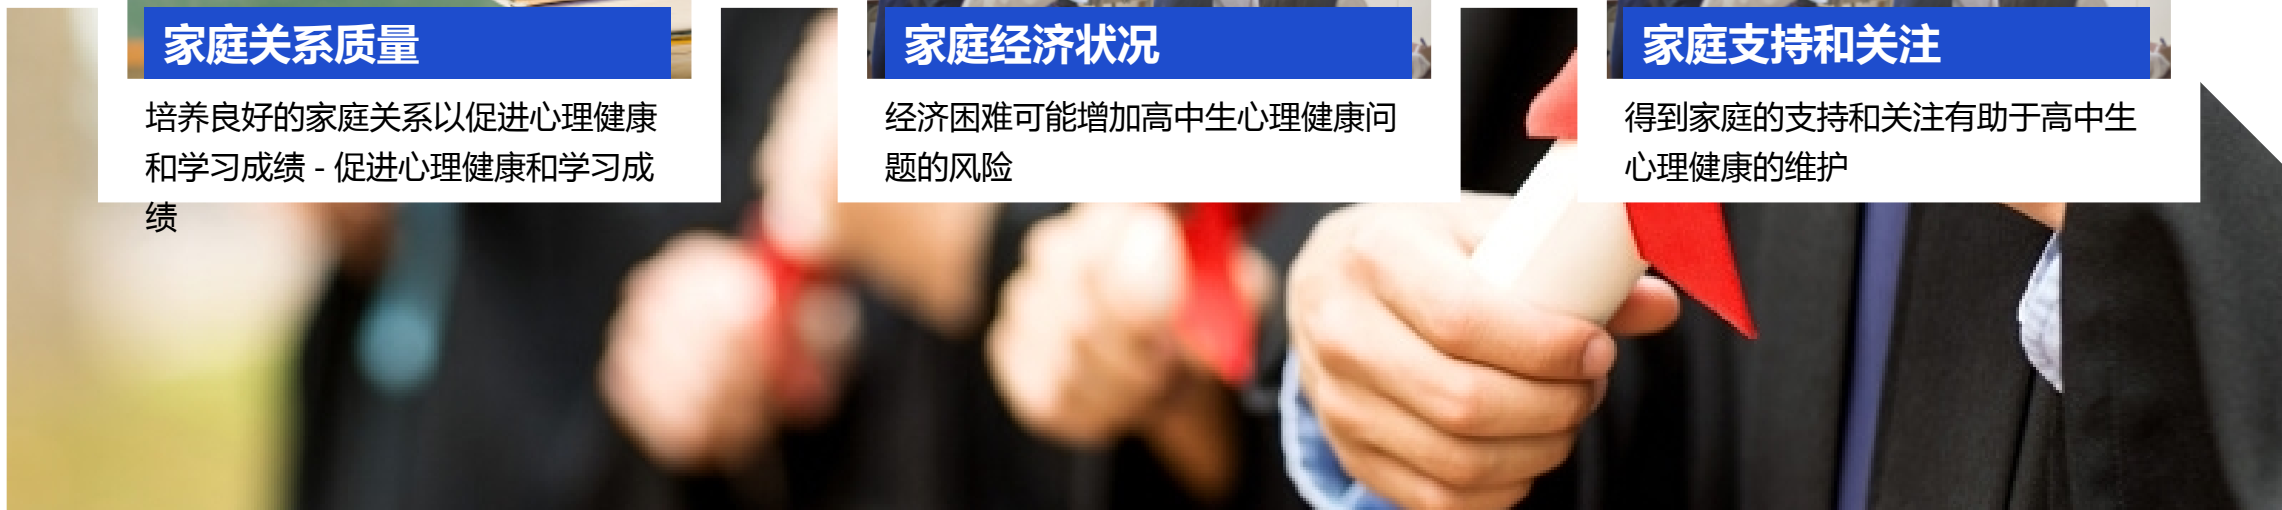 家庭关系质量
培养良好的家庭关系以促进心理健康
和学习成绩 - 促进心理健康和学习成
绩
家庭经济状况
经济困难可能增加高中生心理健康问
题的风险
家庭支持和关注
得到家庭的支持和关注有助于高中生
心理健康的维护